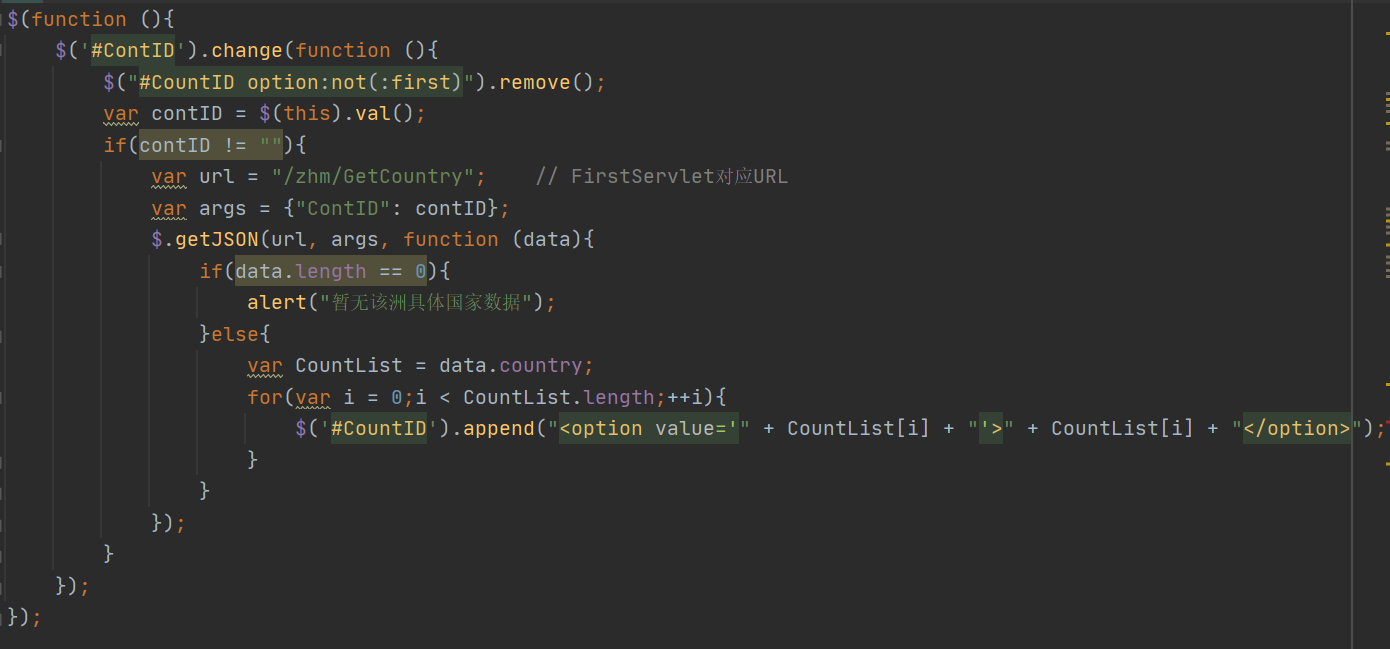 $(function (){
    $('#ContID').change(function (){
        $("#CountID option:not(:first)").remove();
        var contID = $(this).val();
        if(contID != ""){
            var url = "/zhm/GetCountry";    // FirstServlet对应URL
            var args = {"ContID": contID};
            $.getJSON(url, args, function (data){
                if(data.length == 0){
                    alert("暂无该洲具体国家数据");
                }else{
                    var CountList = data.country;
                    for(var i = 0;i < CountList.length;++i){
                        $('#CountID').append("<option value='" + CountList[i] + "'>" + CountList[i] + "</option>");
                    }
                }
            });
        }
    });
});